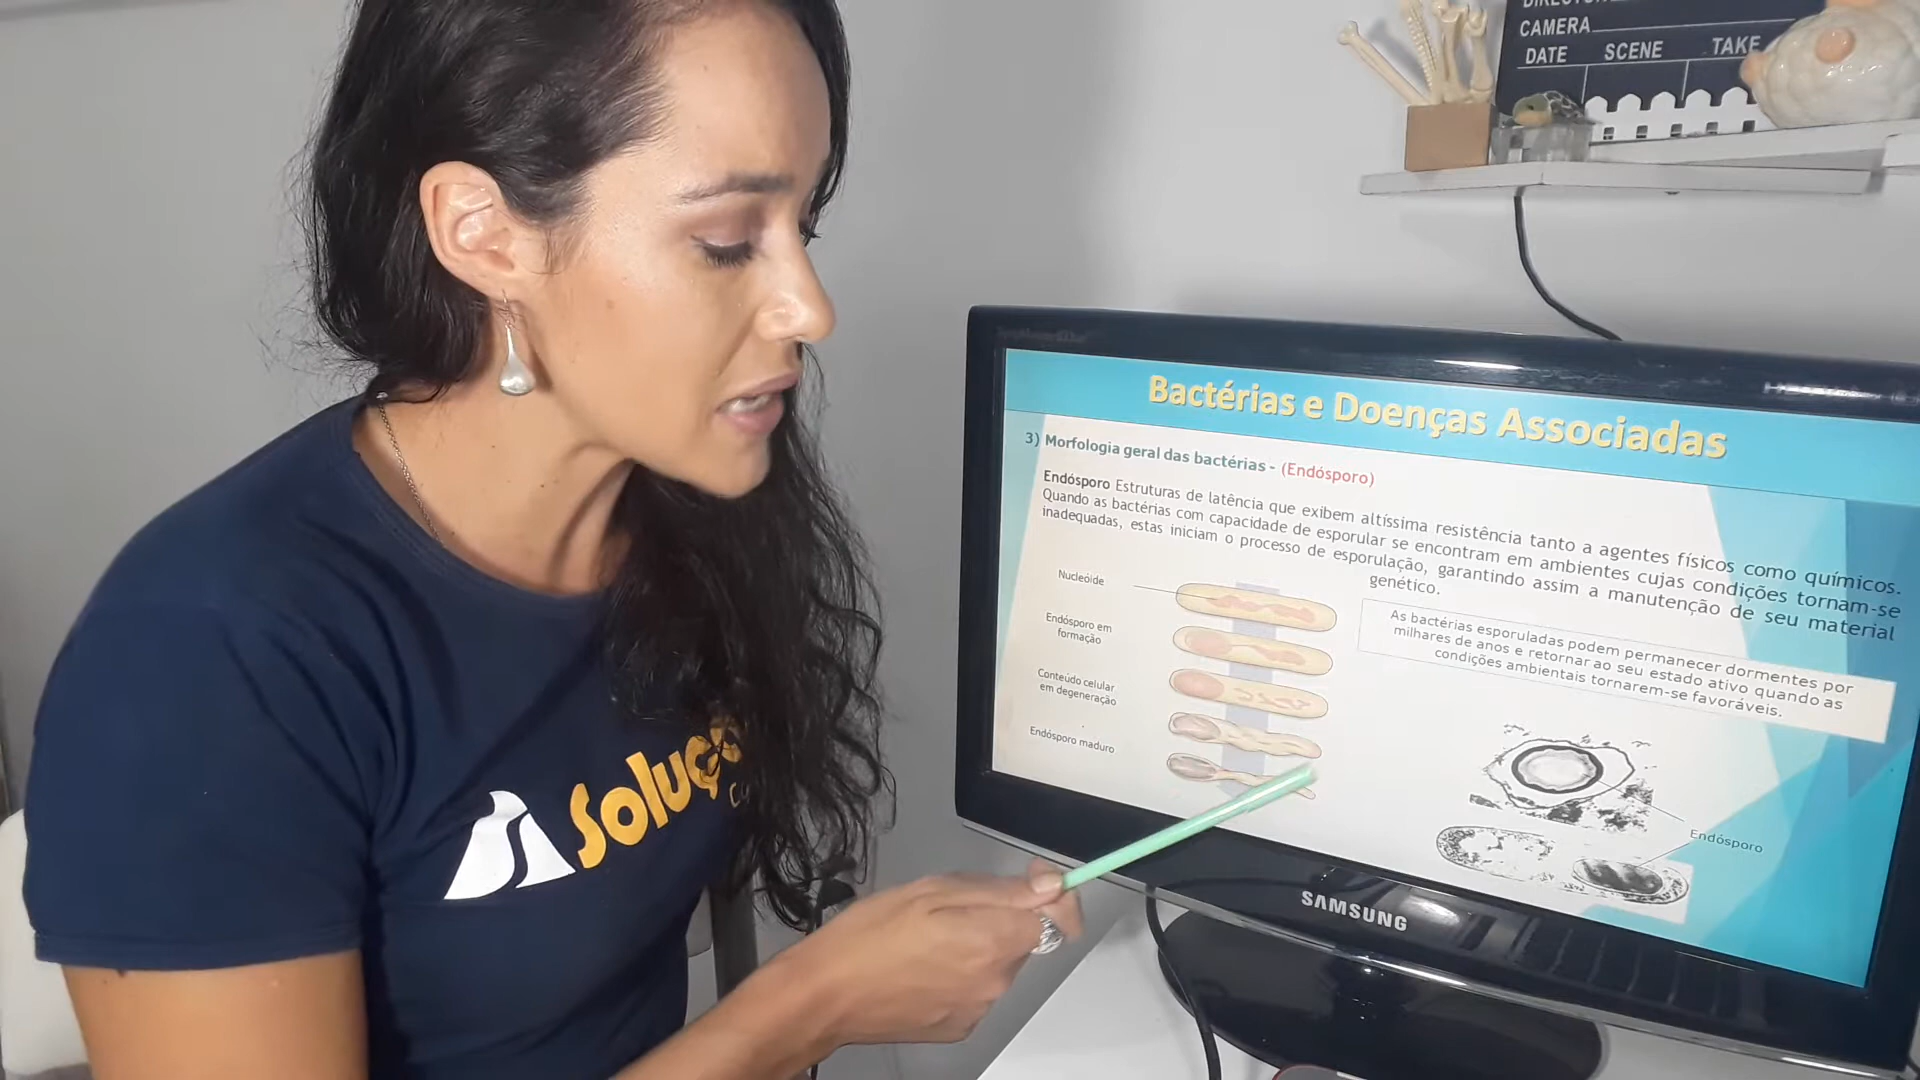 DIRECTOR
CAMERA
DATE SCENE TAKE
Soluç
Bactérias e Doenças Associadas
3) Morfologia geral das bactérias - (Endósporo)
Endósporo Estruturas de latência que exibem altíssima resistência tanto a agentes físicos como químicos.
Quando as bactérias com capacidade de esporular se encontram em ambientes cujas condições tornam-se
inadequadas, estas iniciam o processo de esporulação, garantindo assim a manutenção de seu material
genético.
Nucleóide
Endósporo em
formação
Conteúdo celular
em degeneração
Endósporo maduro
As bactérias esporuladas podem permanecer dormentes por
milhares de anos e retornar ao seu estado ativo quando as
condições ambientais tornarem-se favoráveis.
Endósporo
SAMSUNG